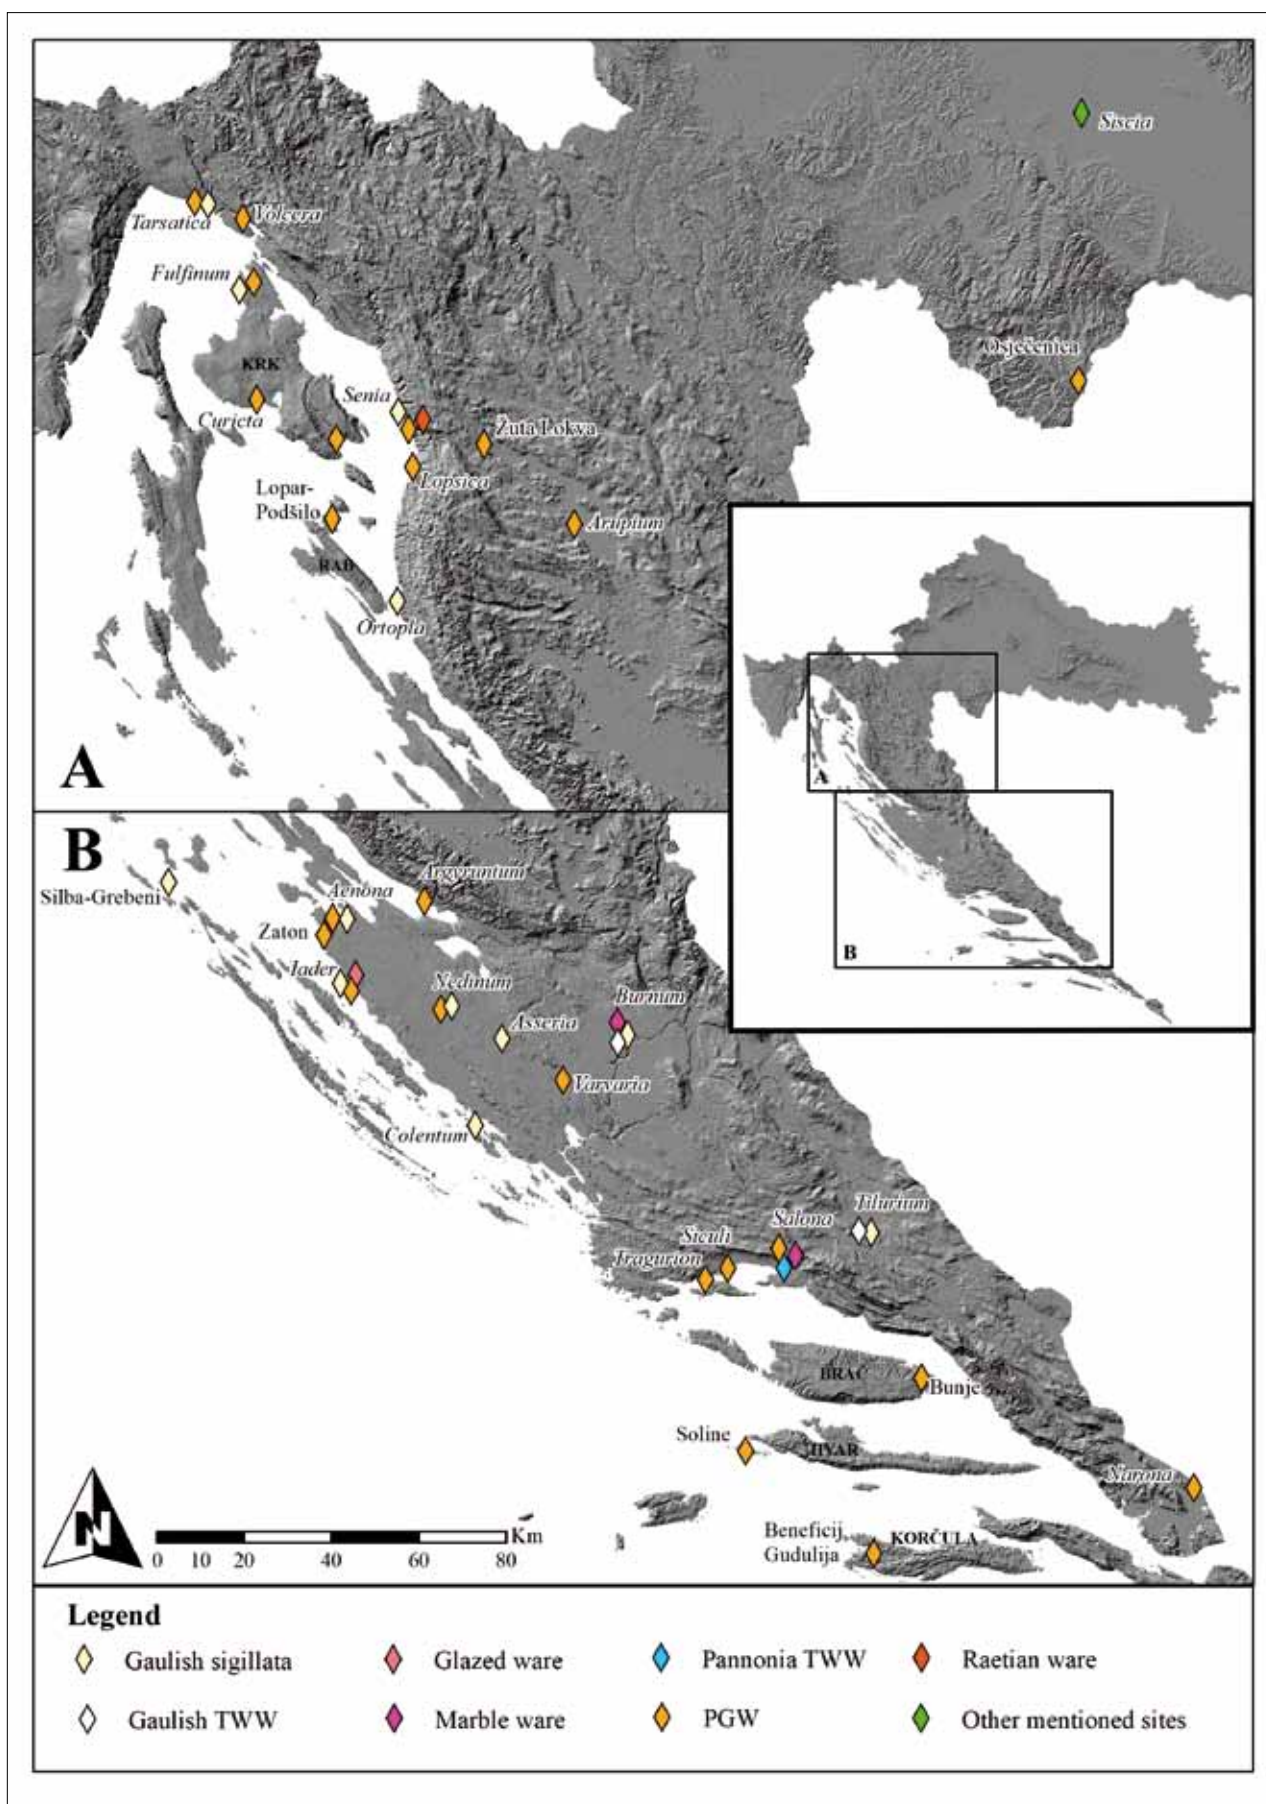 Siscia
Tarsatica
Volcera
Fulfinum
Osječenica
KRK
Senia
Curicta
Žuta Lokva
Lopsica
Lopar-
Podšilo
Arupium
RAB
Ortopla
A
A
B
B
Argyruntum
Aenona
Silba-Grebeni
Zaton
Iader
Nedinum
Burnum
Asseria
Varvaria
Colentum
Tilurium
Salona
Siculi
Tragurion
BRAČ
Bunje
Soline
HVAR
Narona
N
Km
0 10 20 40 60 80
Beneficij,
Gudulija
KORČULA
Legend
Gaulish sigillata
Glazed ware
Pannonia TWW
Raetian ware
Gaulish TWW
Marble ware
PGW
Other mentioned sites